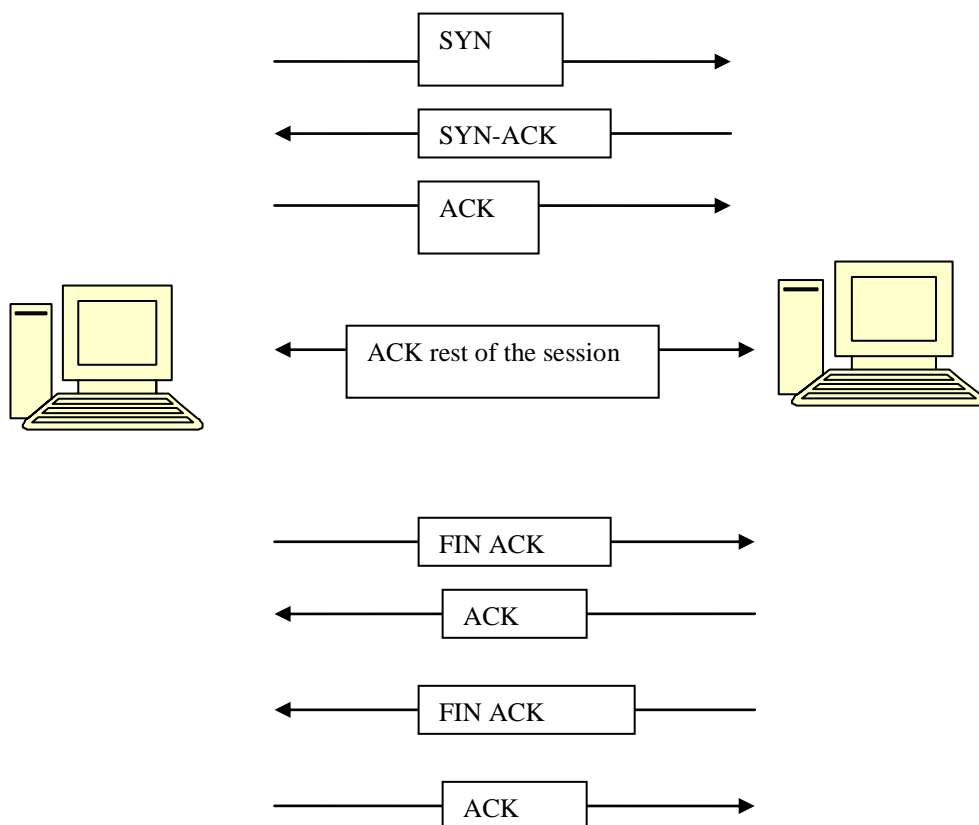 SYN
SYN-ACK
ACK
ACK rest of the session
FIN ACK
ACK
FIN ACK
ACK